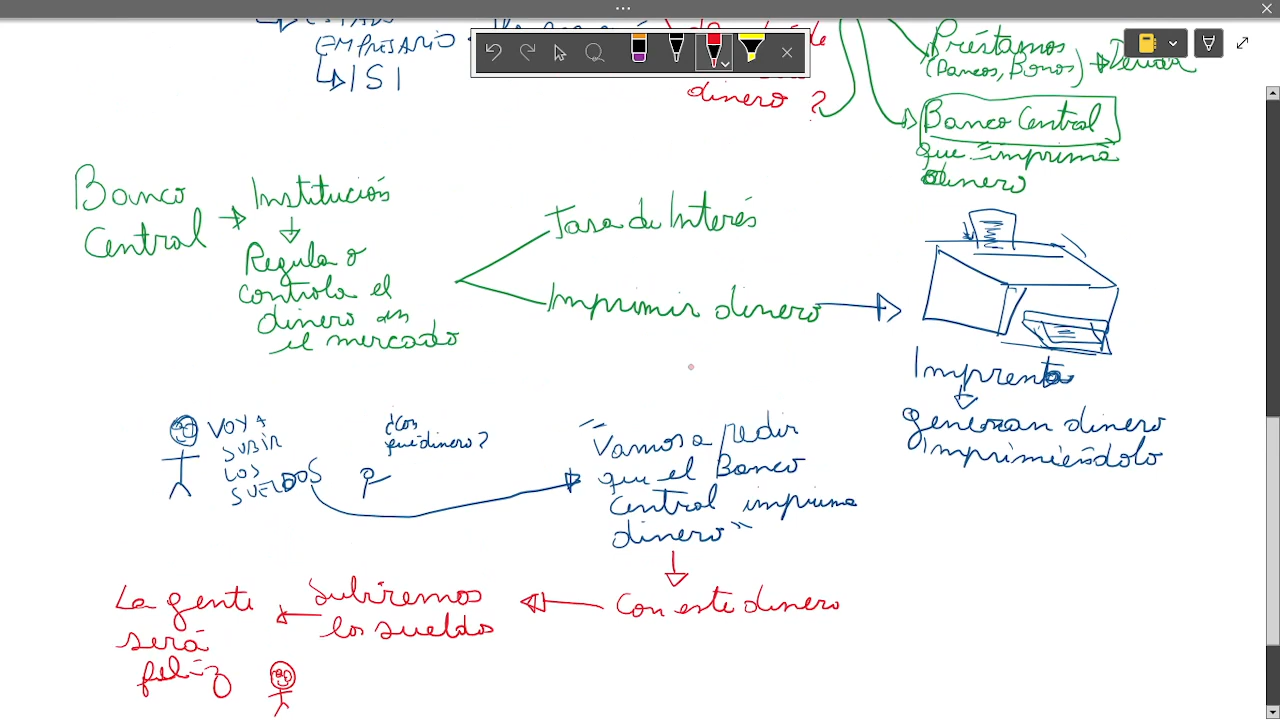 ESTADO
EMPRESARIO
ISI
de
dinero ?
Préstamos
(Bancos, Bonos)
Banco Central
que "imprima"
dinero
Banco
Central
Institución
Regula o
controla el
dinero en
el mercado
Tasa de Interés
Imprimir dinero
Imprenta
generan dinero
imprimiéndolo
VOY A
SUBIR
LOS
SUELDOS
¿Con
qué dinero?
"Vamos a pedir
que el Banco
Central imprima
dinero"
Con este dinero
Subiremos
los sueldos
La gente
será
feliz